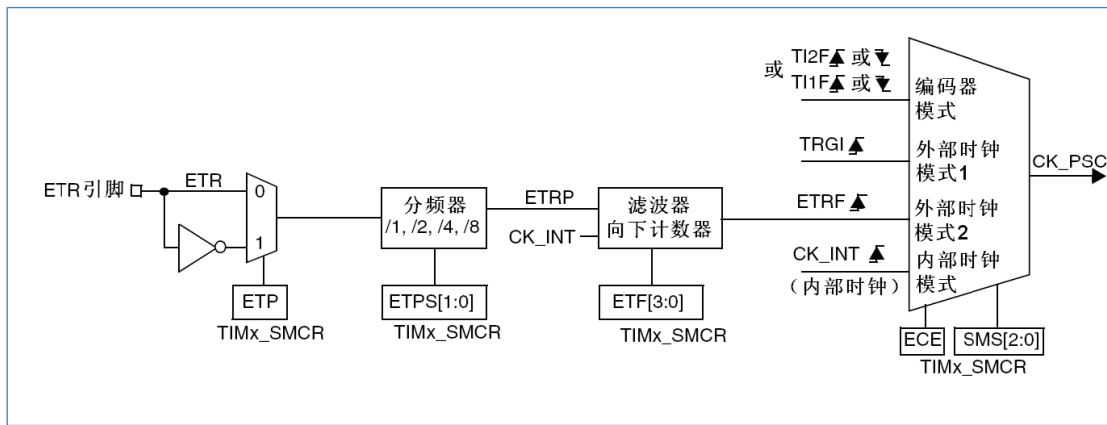 TI2F 或
或 TI1F 或
编码器
模式
TRGI
外部时钟
模式1
CK_PSC
ETR引脚
ETR
0
1
分频器
/1, /2, /4, /8
ETRP
CK_INT
滤波器
向下计数器
ETRF
外部时钟
模式2
CK_INT
(内部时钟)
内部时钟
模式
ETP
TIMx_SMCR
ETPS[1:0]
TIMx_SMCR
ETF[3:0]
TIMx_SMCR
ECE
SMS[2:0]
TIMx_SMCR